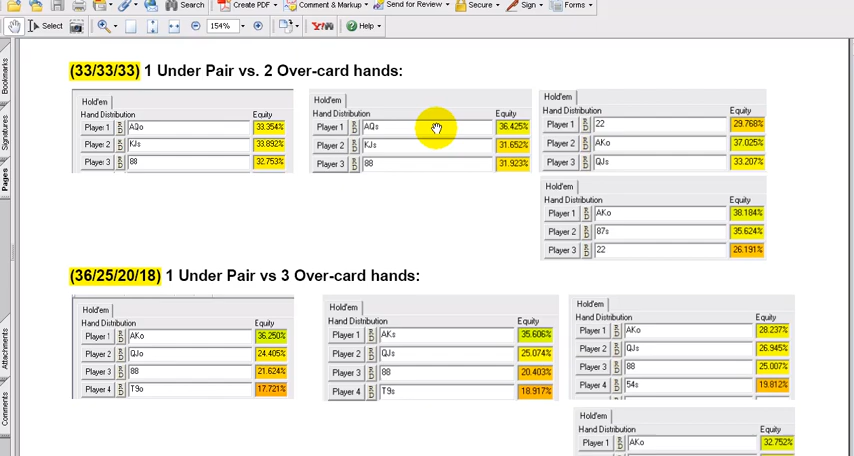 Search
Create PDF
Comment & Markup
Send for Review
Secure
Sign
Forms
Select
154%
Help
Bookmarks
Signatures
Pages
Attachments
Comments
(33/33/33) 1 Under Pair vs. 2 Over-card hands:
Hold'em
Hand Distribution Equity
Player 1 AQo 33.354%
Player 2 KJs 33.892%
Player 3 88 32.753%
Hold'em
Hand Distribution Equity
Player 1 AQs 36.425%
Player 2 KJs 31.652%
Player 3 88 31.923%
Hold'em
Hand Distribution Equity
Player 1 22 29.768%
Player 2 AKo 37.025%
Player 3 QJs 33.207%
Hold'em
Hand Distribution Equity
Player 1 AKo 38.184%
Player 2 87s 35.624%
Player 3 22 26.191%
(36/25/20/18) 1 Under Pair vs 3 Over-card hands:
Hold'em
Hand Distribution Equity
Player 1 AKo 36.250%
Player 2 QJo 24.405%
Player 3 88 21.624%
Player 4 T9o 17.721%
Hold'em
Hand Distribution Equity
Player 1 AKs 35.606%
Player 2 QJs 25.074%
Player 3 88 20.403%
Player 4 T9s 18.917%
Hold'em
Hand Distribution Equity
Player 1 AKo 28.237%
Player 2 QJs 26.945%
Player 3 88 25.007%
Player 4 54s 19.812%
Hold'em
Hand Distribution Equity
Player 1 AKo 32.752%